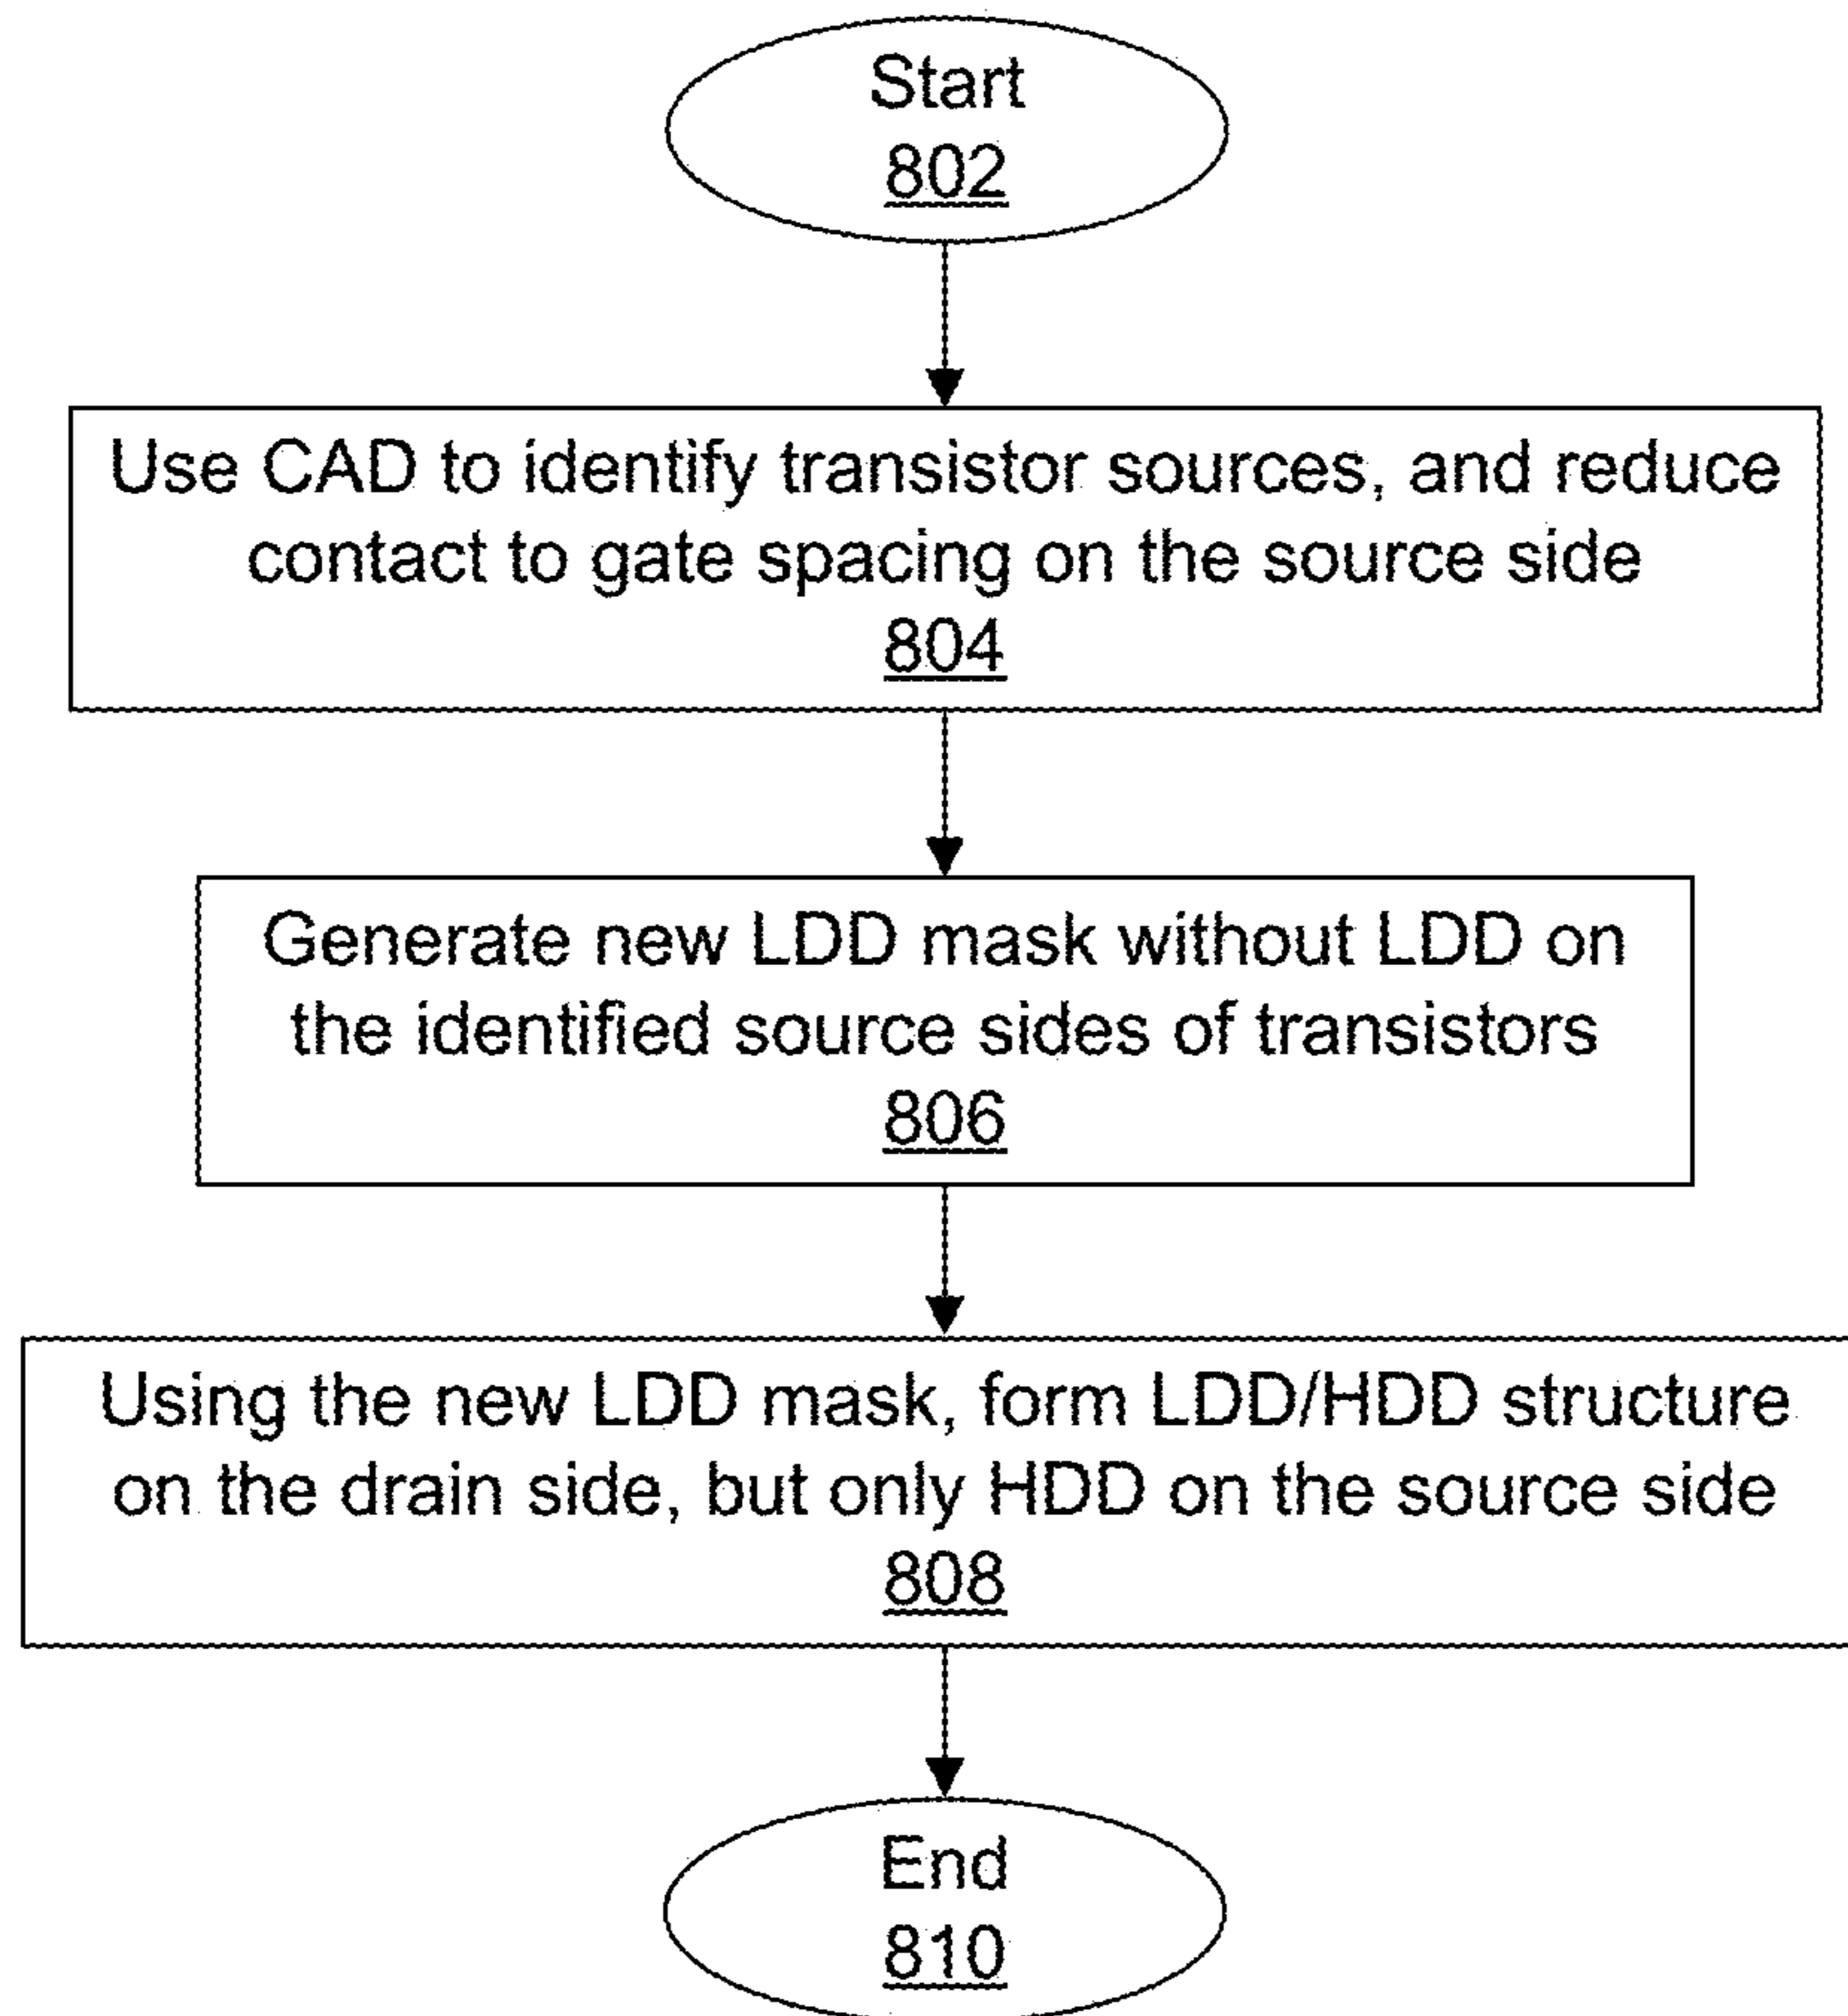 Start
802
Use CAD to identify transistor sources, and reduce
contact to gate spacing on the source side
804
Generate new LDD mask without LDD on
the identified source sides of transistors
806
Using the new LDD mask, form LDD/HDD structure
on the drain side, but only HDD on the source side
808
End
810